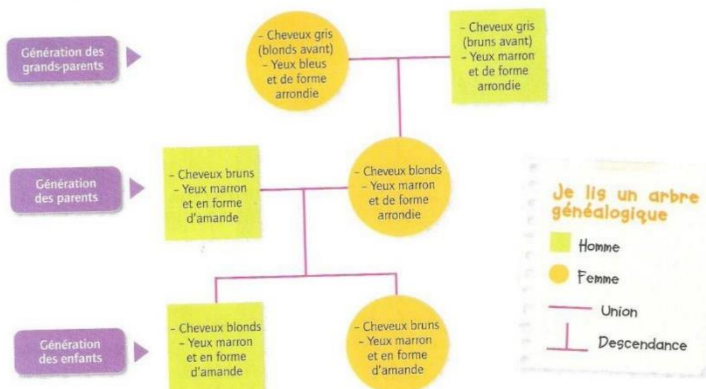 Génération des
grands-parents
- Cheveux gris
(blonds avant)
- Yeux bleus
et de forme
arrondie
- Cheveux gris
(bruns avant)
- Yeux marron
et de forme
arrondie
Génération
des parents
- Cheveux bruns
- Yeux marron
et en forme
d'amande
- Cheveux blonds
- Yeux marron
et de forme
arrondie
Génération
des enfants
- Cheveux blonds
- Yeux marron
et en forme
d'amande
- Cheveux bruns
- Yeux marron
et en forme
d'amande
Je lis un arbre
généalogique
Homme
Femme
Union
Descendance